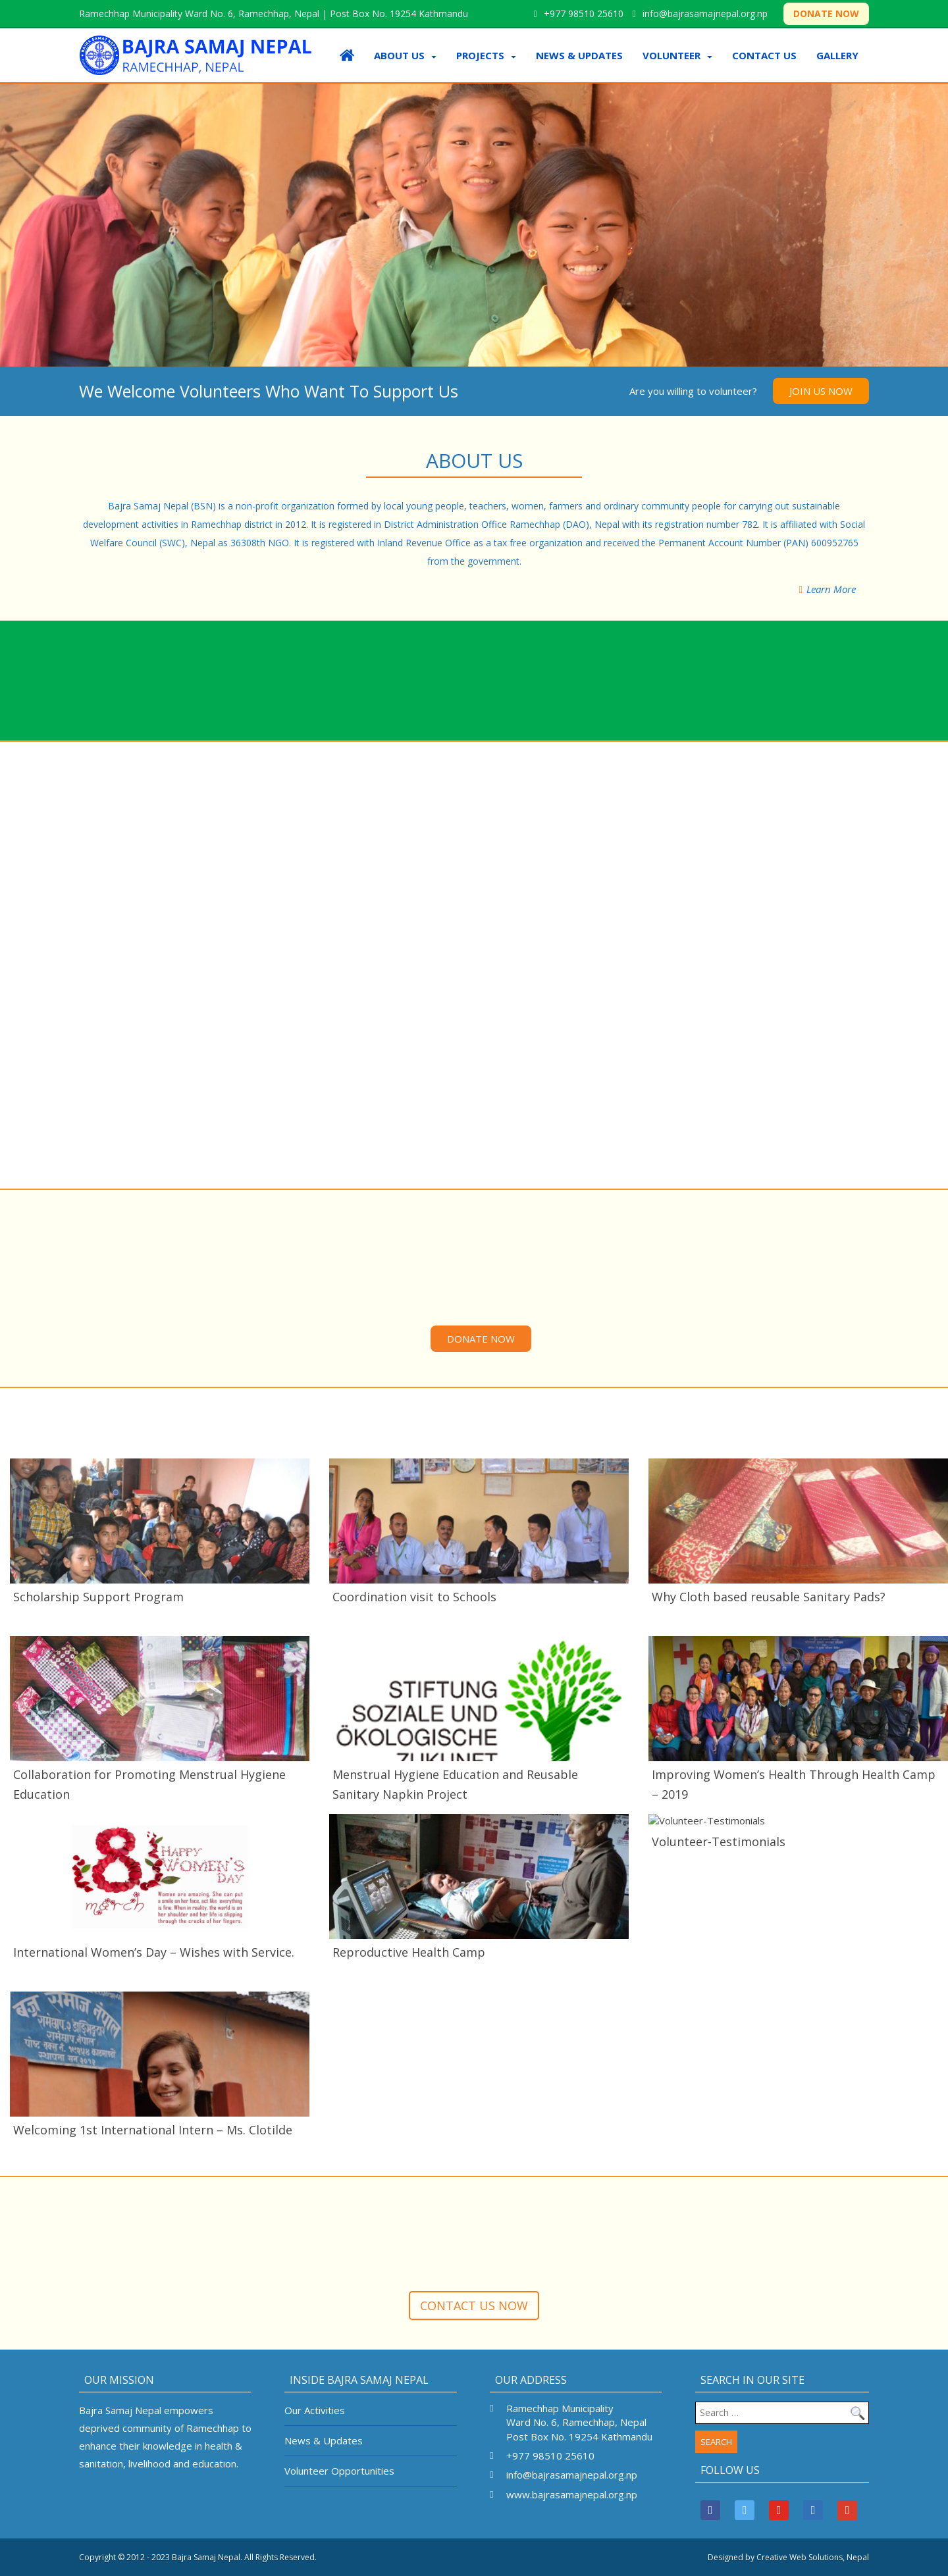 Ramechhap Municipality Ward No. 6, Ramechhap, Nepal | Post Box No. 19254 Kathmandu
+977 98510 25610 info@bajrasamajnepal.org.np DONATE NOW
BAJRA SAMAJ NEPAL
RAMECHHAP, NEPAL
ABOUT US PROJECTS NEWS & UPDATES VOLUNTEER CONTACT US GALLERY
We Welcome Volunteers Who Want To Support Us
Are you willing to volunteer? JOIN US NOW
ABOUT US
Bajra Samaj Nepal (BSN) is a non-profit organization formed by local young people, teachers, women, farmers and ordinary community people for carrying out sustainable
development activities in Ramechhap district in 2012. It is registered in District Administration Office Ramechhap (DAO), Nepal with its registration number 782. It is affiliated with Social
Welfare Council (SWC), Nepal as 36308th NGO. It is registered with Inland Revenue Office as a tax free organization and received the Permanent Account Number (PAN) 600952765
from the government.
Learn More
DONATE NOW
Scholarship Support Program
Coordination visit to Schools
Why Cloth based reusable Sanitary Pads?
STIFTUNG
SOZIALE UND
ÖKOLOGISCHE
ZUKUNFT
Collaboration for Promoting Menstrual Hygiene
Education
Menstrual Hygiene Education and Reusable
Sanitary Napkin Project
Improving Women’s Health Through Health Camp
– 2019
8
HAPPY
WOMEN'S
DAY
march
Women are amazing. She can put
a smile on her face, act like everything
is fine. When in reality, the world is on
her shoulder and her life is slipping
through the cracks of her fingers.
Volunteer-Testimonials
Volunteer-Testimonials
International Women’s Day – Wishes with Service.
Reproductive Health Camp
बज्र समाज नेपाल
Welcoming 1st International Intern – Ms. Clotilde
CONTACT US NOW
OUR MISSION
Bajra Samaj Nepal empowers
deprived community of Ramechhap to
enhance their knowledge in health &
sanitation, livelihood and education.
INSIDE BAJRA SAMAJ NEPAL
Our Activities
News & Updates
Volunteer Opportunities
OUR ADDRESS
Ramechhap Municipality
Ward No. 6, Ramechhap, Nepal
Post Box No. 19254 Kathmandu
+977 98510 25610
info@bajrasamajnepal.org.np
www.bajrasamajnepal.org.np
SEARCH IN OUR SITE
Search …
SEARCH
FOLLOW US
Copyright © 2012 - 2023 Bajra Samaj Nepal. All Rights Reserved.
Designed by Creative Web Solutions, Nepal